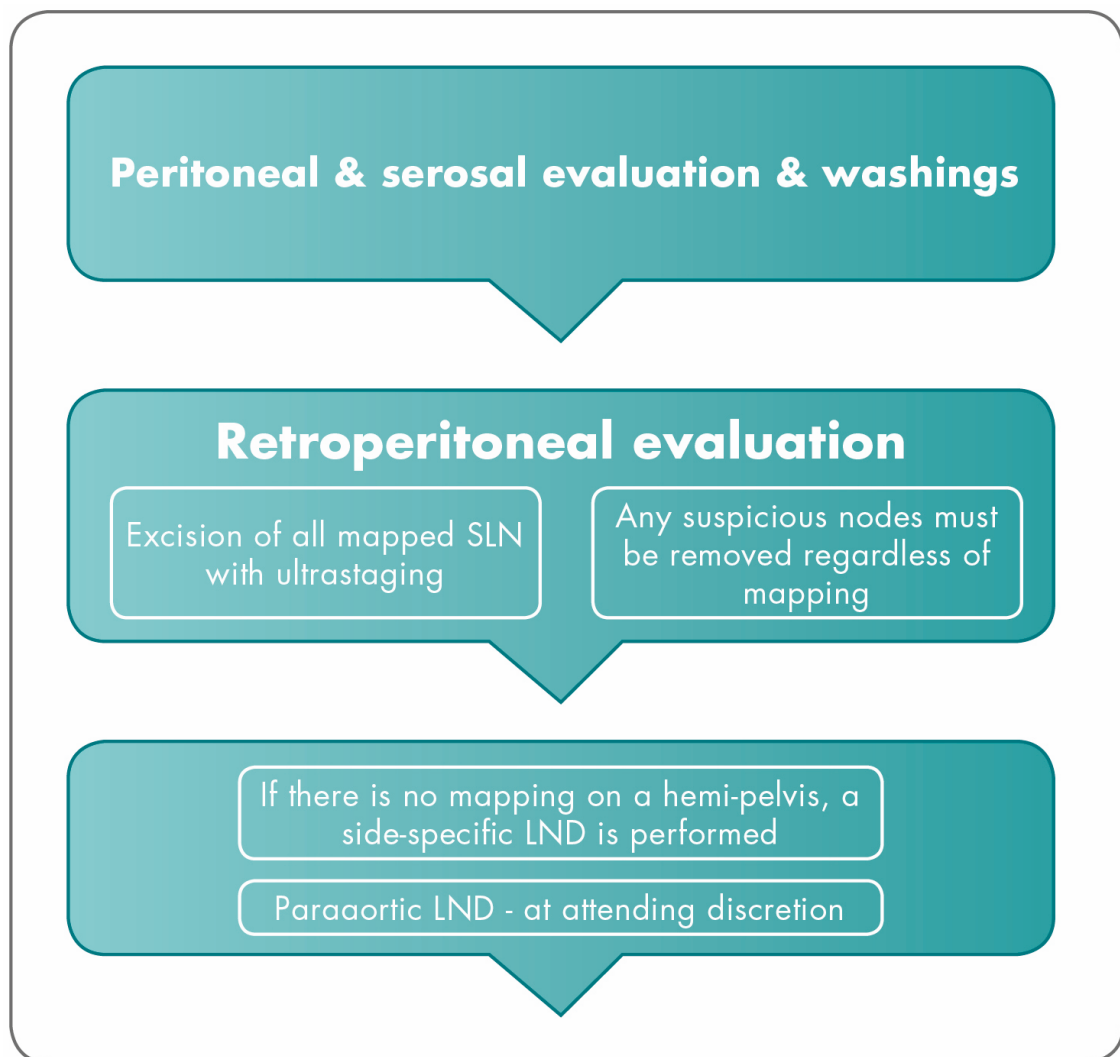 Peritoneal & serosal evaluation & washings
Retroperitoneal evaluation
Excision of all mapped SLN
with ultrastaging
Any suspicious nodes must
be removed regardless of
mapping
If there is no mapping on a hemi-pelvis, a
side-specific LND is performed
Paraaortic LND - at attending discretion